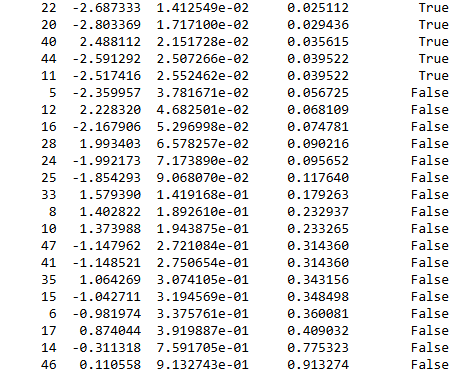 22 -2.687333 1.412549e-02 0.025112 True
20 -2.803369 1.717100e-02 0.029436 True
40 2.488112 2.151728e-02 0.035615 True
44 -2.591292 2.507266e-02 0.039522 True
11 -2.517416 2.552462e-02 0.039522 True
5 -2.359957 3.781671e-02 0.056725 False
12 2.228320 4.682501e-02 0.068109 False
16 -2.167906 5.296998e-02 0.074781 False
28 1.993403 6.578257e-02 0.090216 False
24 -1.992173 7.173890e-02 0.095652 False
25 -1.854293 9.068070e-02 0.117640 False
33 1.579390 1.419168e-01 0.179263 False
8 1.402822 1.892610e-01 0.232937 False
10 1.373988 1.943875e-01 0.233265 False
47 -1.147962 2.721084e-01 0.314360 False
41 -1.148521 2.750654e-01 0.314360 False
35 1.064269 3.074105e-01 0.343156 False
15 -1.042711 3.194569e-01 0.348498 False
6 -0.981974 3.375761e-01 0.360081 False
17 0.874044 3.919887e-01 0.409032 False
14 -0.311318 7.591705e-01 0.775323 False
46 0.110558 9.132743e-01 0.913274 False